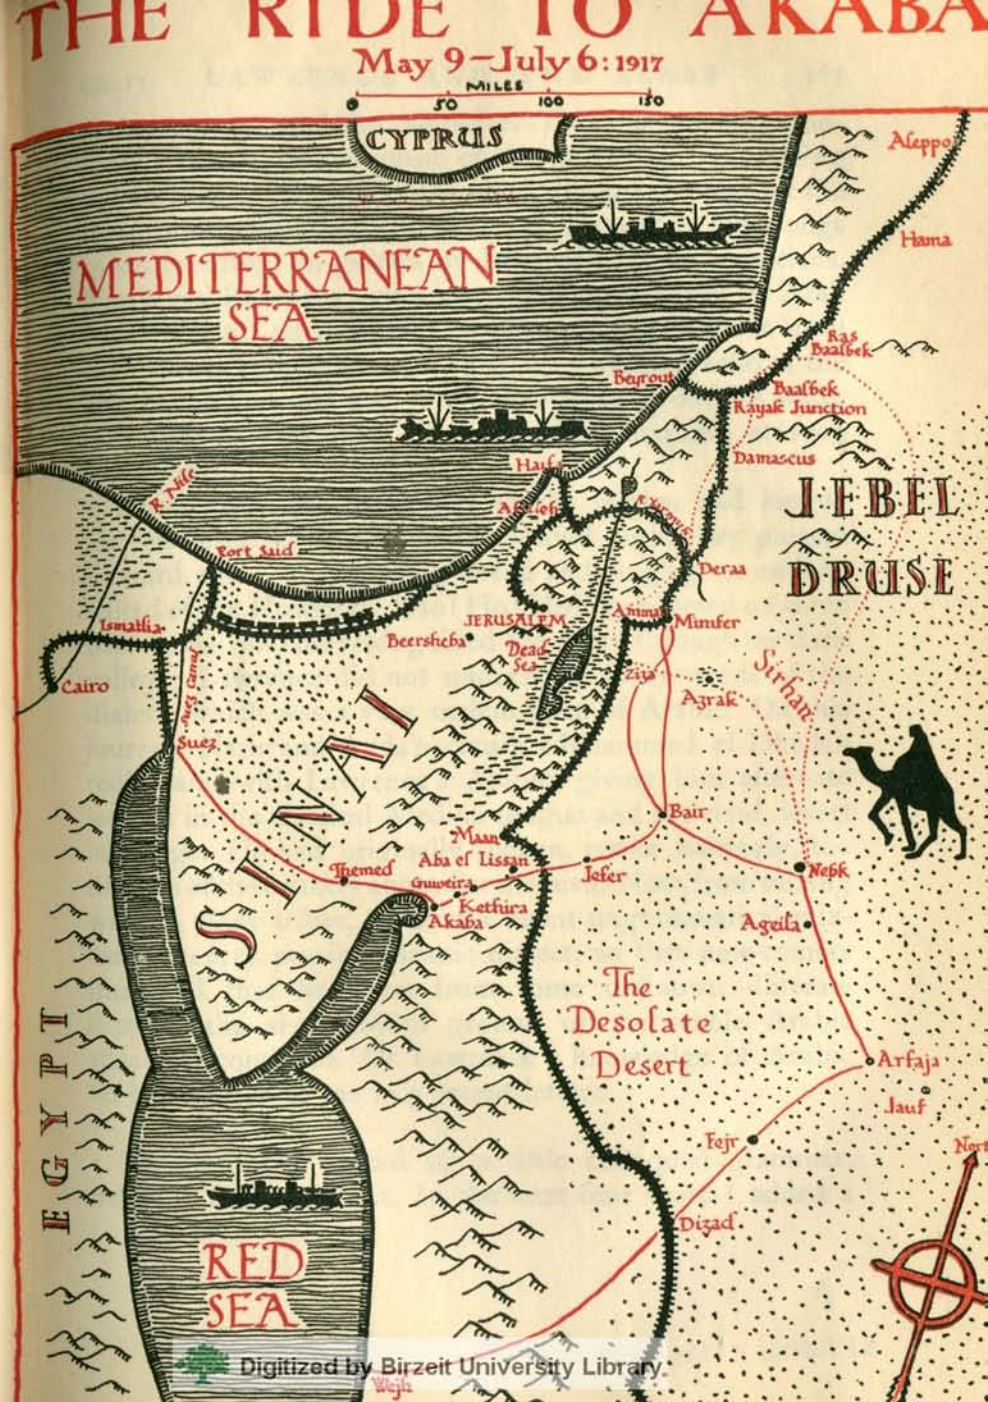 THE RIDE TO AKABA
May 9-July 6: 1917
MILES
0 50 100 150
CYPRUS
Aleppo
Hama
MEDITERRANEAN
SEA
Ras
Baalbek
Beyrout
Baalbek
Rayak Junction
Damascus
Haifa
R. Nile
JEBEL
DRUSE
Port Said
Deraa
Amman
Minifer
Ismailia
JERUSALEM
Beersheba
Dead
Sea
Ziza
Azrak
Sirhan
Cairo
Suez Canal
Suez
SINAI
Bair
Maan
Aba el Lissan
Jefer
Nebk
Themed
Guweira
Kethira
Akaba
Ageila
The
Desolate
Desert
EGYPT
Arfaja
Jauf
Fejr
Nort
Dizad
RED
SEA
Wejh
Digitized by Birzeit University Library